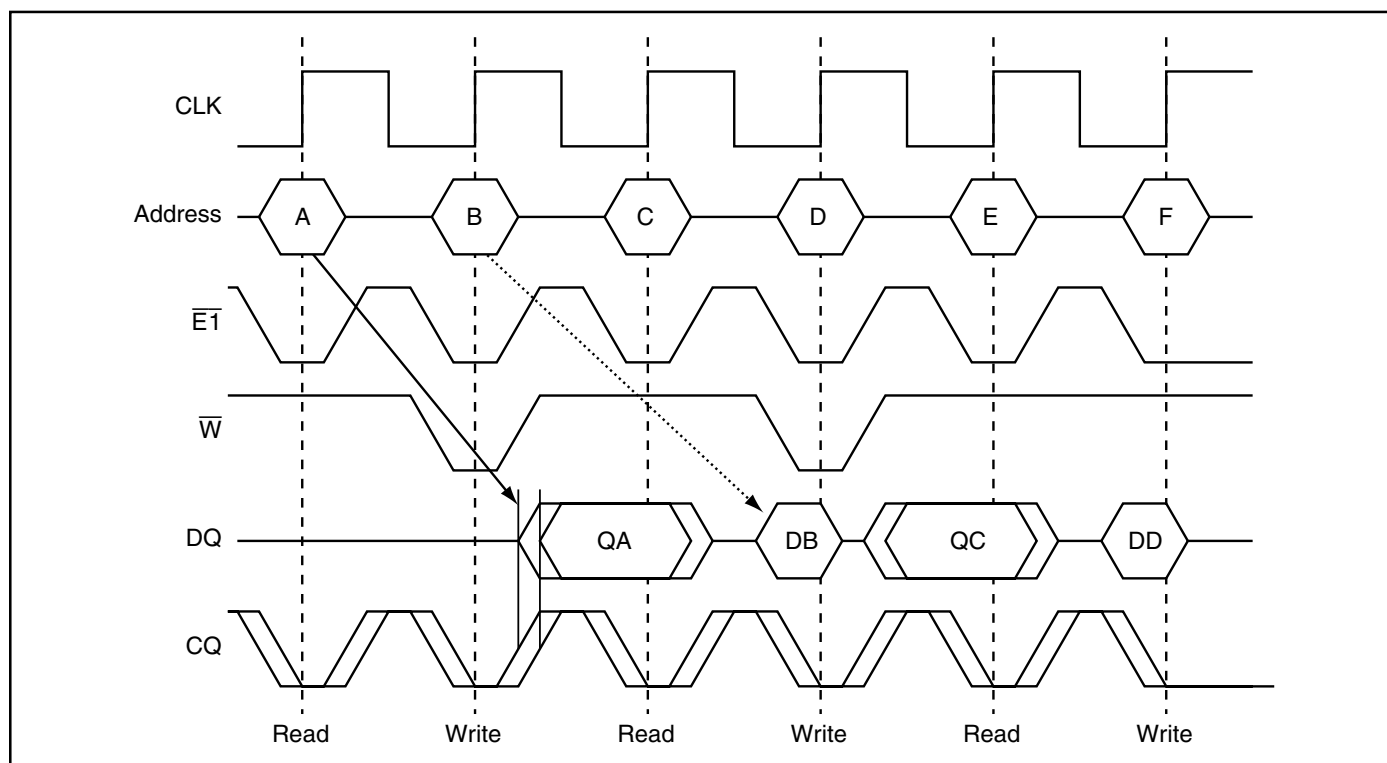 CLK
Address A B C D E F
E1
W
DQ QA DB QC DD
CQ
Read Write Read Write Read Write